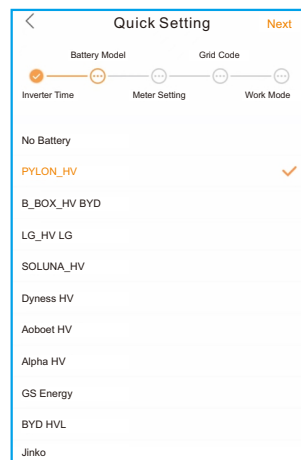 Quick Setting Next
Battery Model Grid Code
Inverter Time Meter Setting Work Mode
No Battery
PYLON_HV
B_BOX_HV BYD
LG_HV LG
SOLUNA_HV
Dyness HV
Aoboet HV
Alpha HV
GS Energy
BYD HVL
Jinko